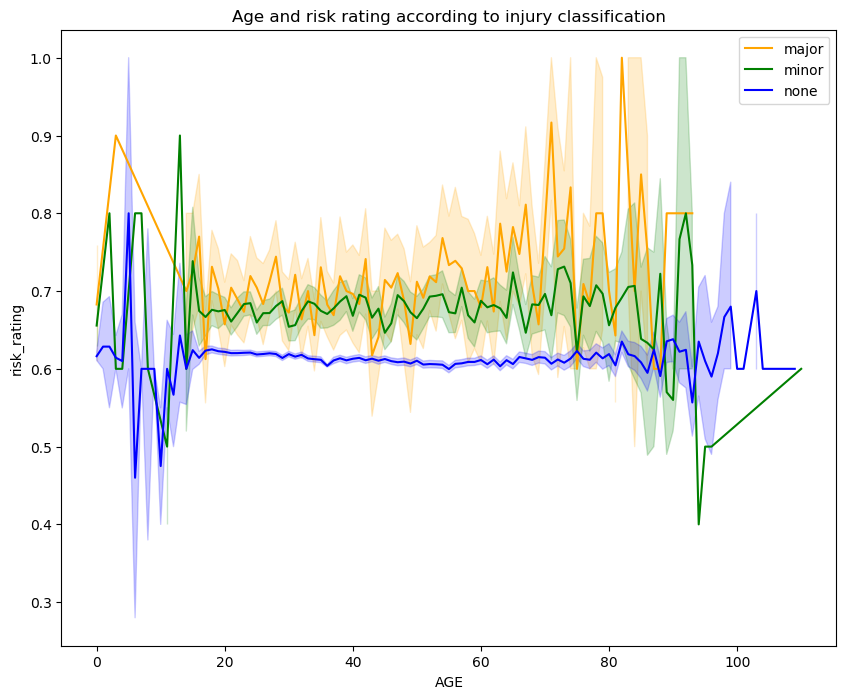 Age and risk rating according to injury classification
major
minor
none
1.0
0.9
0.8
0.7
0.6
0.5
0.4
0.3
risk_rating
0
20
40
60
80
100
AGE